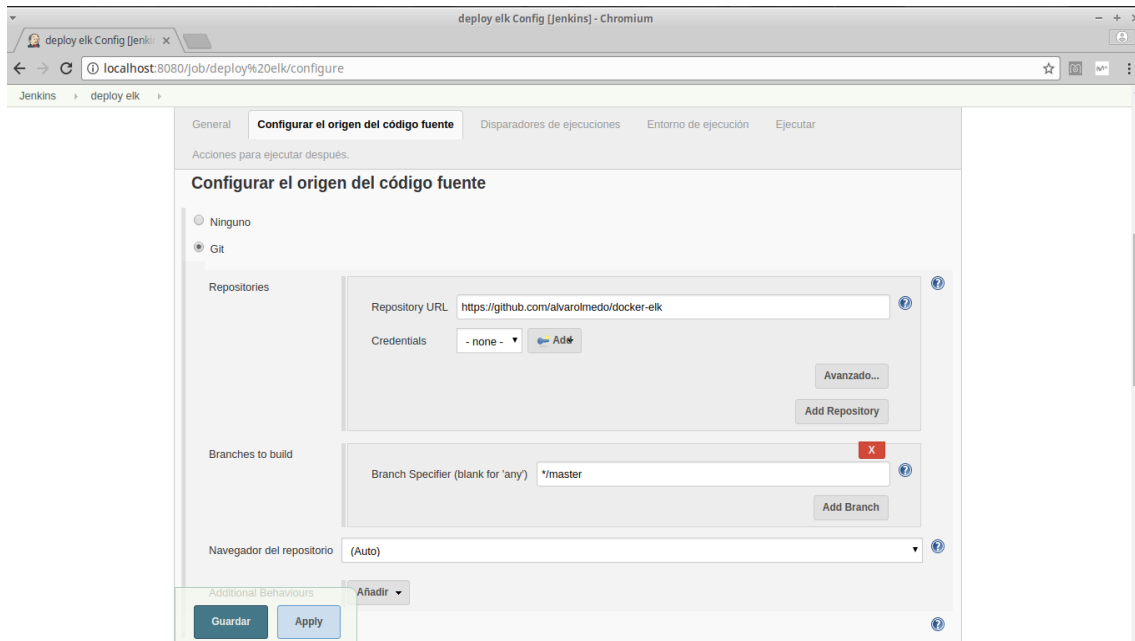 deploy elk Config [Jenkins] - Chromium
deploy elk Config [Jenki
localhost:8080/job/deploy%20elk/configure
Jenkins deploy elk
General Configurar el origen del código fuente Disparadores de ejecuciones Entorno de ejecución Ejecutar
Acciones para ejecutar después.
Configurar el origen del código fuente
Ninguno
Git
Repositories
Repository URL https://github.com/alvarolmedo/docker-elk
Credentials - none - Add
Avanzado...
Add Repository
Branches to build
X
Branch Specifier (blank for 'any') */master
Add Branch
Navegador del repositorio (Auto)
Additional Behaviours Añadir
Guardar Apply